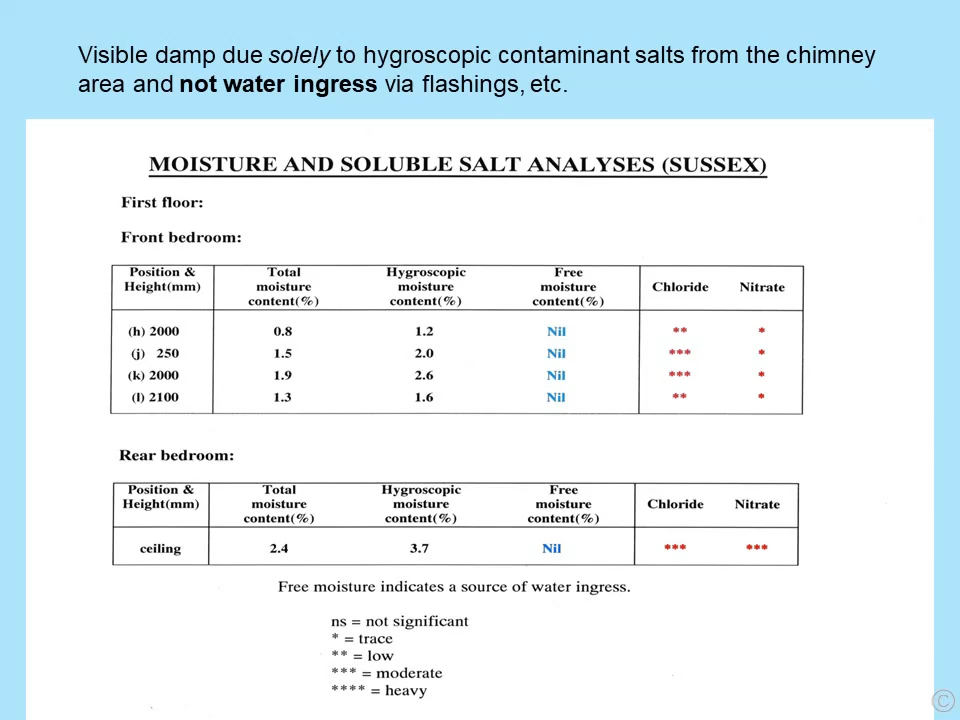 Visible damp due solely to hygroscopic contaminant salts from the chimney
area and not water ingress via flashings, etc.
MOISTURE AND SOLUBLE SALT ANALYSES (SUSSEX)
First floor:
Front bedroom:
Position & Height(mm) Total moisture content(%) Hygroscopic moisture content(%) Free moisture content(%) Chloride Nitrate
(h) 2000 0.8 1.2 Nil ** *
(j) 250 1.5 2.0 Nil *** *
(k) 2000 1.9 2.6 Nil *** *
(l) 2100 1.3 1.6 Nil ** *
Rear bedroom:
Position & Height(mm) Total moisture content(%) Hygroscopic moisture content(%) Free moisture content(%) Chloride Nitrate
ceiling 2.4 3.7 Nil *** ***
Free moisture indicates a source of water ingress.
ns = not significant
* = trace
** = low
*** = moderate
**** = heavy
©